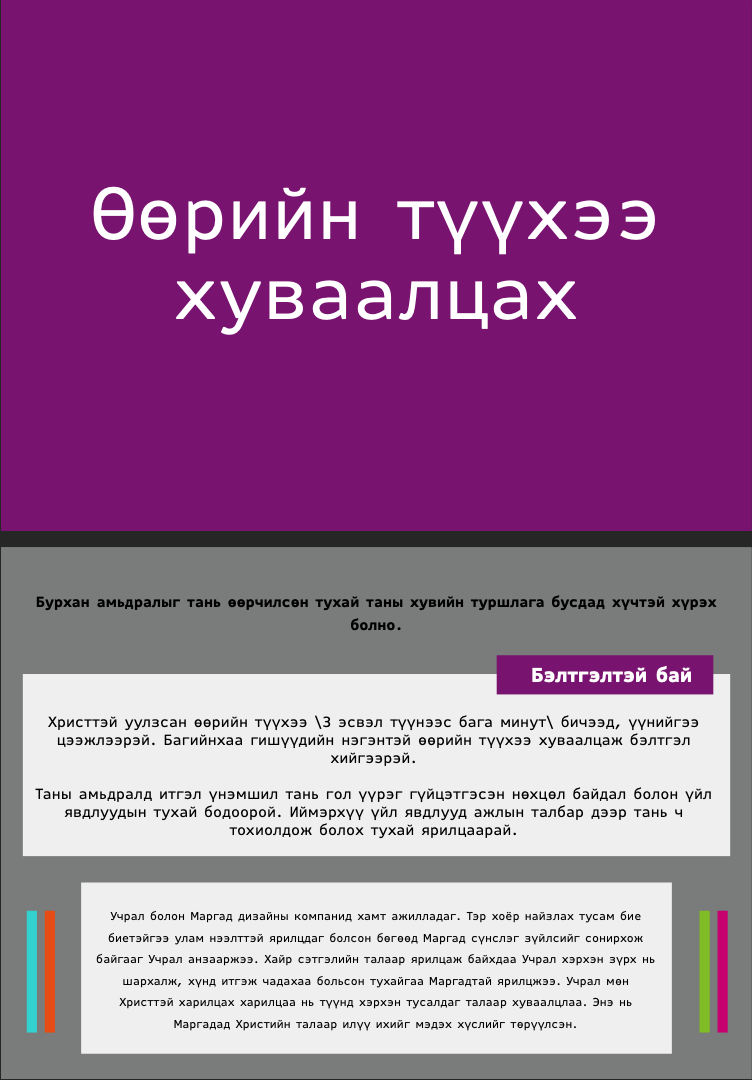 Өөрийн түүхээ
хуваалцах
Бурхан амьдралыг тань өөрчилсөн тухай таны хувийн туршлага бусдад хүчтэй хүрэх
болно.
Бэлтгэлтэй бай
Христтэй уулзсан өөрийн түүхээ \3 эсвэл түүнээс бага минут\ бичээд, үүнийгээ
цээжлээрэй. Багийнхаа гишүүдийн нэгэнтэй өөрийн түүхээ хуваалцаж бэлтгэл
хийгээрэй.
Таны амьдралд итгэл үнэмшил тань гол үүрэг гүйцэтгэсэн нөхцөл байдал болон үйл
явдлуудын тухай бодоорой. Иймэрхүү үйл явдлууд ажлын талбар дээр тань ч
тохиолдож болох тухай ярилцаарай.
Учрал болон Маргад дизайны компанид хамт ажилладаг. Тэр хоёр найзлах тусам бие
биетэйгээ улам нээлттэй ярилцдаг болсон бөгөөд Маргад сүнслэг зүйлсийг сонирхож
байгааг Учрал анзааржээ. Хайр сэтгэлийн талаар ярилцаж байхдаа Учрал хэрхэн зүрх нь
шархалж, хүнд итгэж чадахаа больсон тухайгаа Маргадтай ярилцжээ. Учрал мөн
Христтэй харилцах харилцаа нь түүнд хэрхэн тусалдаг талаар хуваалцлаа. Энэ нь
Маргадад Христийн талаар илүү ихийг мэдэх хүслийг төрүүлсэн.